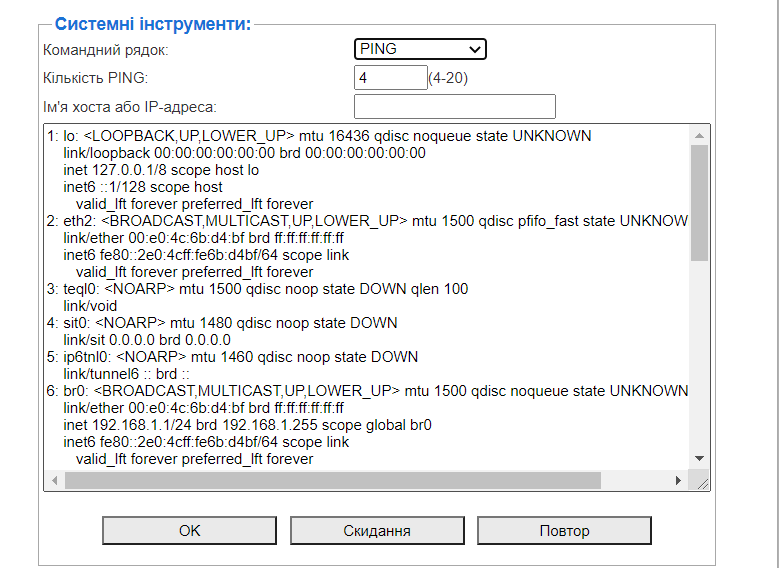 Системні інструменти:
Командний рядок: PING
Кількість PING: 4 (4-20)
Ім'я хоста або IP-адреса:
1: lo: <LOOPBACK,UP,LOWER_UP> mtu 16436 qdisc noqueue state UNKNOWN
link/loopback 00:00:00:00:00:00 brd 00:00:00:00:00:00
inet 127.0.0.1/8 scope host lo
inet6 ::1/128 scope host
valid_lft forever preferred_lft forever
2: eth2: <BROADCAST,MULTICAST,UP,LOWER_UP> mtu 1500 qdisc pfifo_fast state UNKNOW
link/ether 00:e0:4c:6b:d4:bf brd ff:ff:ff:ff:ff:ff
inet6 fe80::2e0:4cff:fe6b:d4bf/64 scope link
valid_lft forever preferred_lft forever
3: teql0: <NOARP> mtu 1500 qdisc noop state DOWN qlen 100
link/void
4: sit0: <NOARP> mtu 1480 qdisc noop state DOWN
link/sit 0.0.0.0 brd 0.0.0.0
5: ip6tnl0: <NOARP> mtu 1460 qdisc noop state DOWN
link/tunnel6 :: brd ::
6: br0: <BROADCAST,MULTICAST,UP,LOWER_UP> mtu 1500 qdisc noqueue state UNKNOWN
link/ether 00:e0:4c:6b:d4:bf brd ff:ff:ff:ff:ff:ff
inet 192.168.1.1/24 brd 192.168.1.255 scope global br0
inet6 fe80::2e0:4cff:fe6b:d4bf/64 scope link
valid_lft forever preferred_lft forever
OK Скидання Повтор